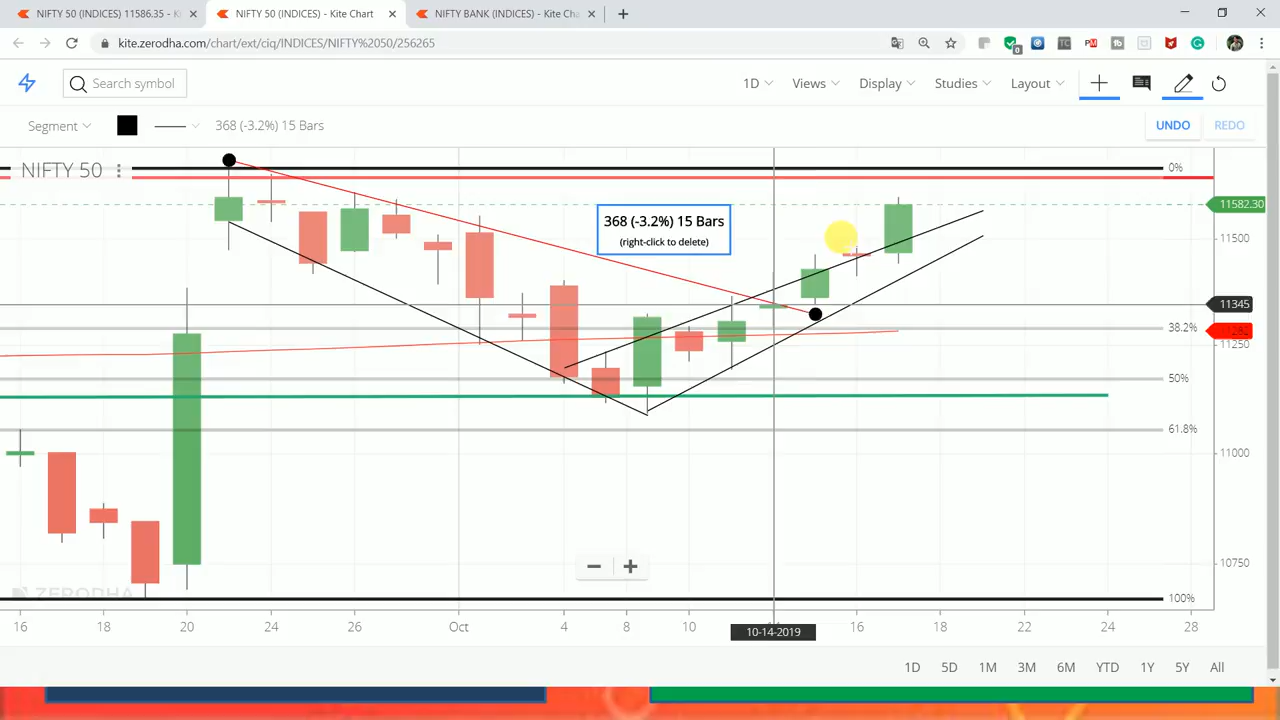 NIFTY 50 (INDICES) 11586.35 - K
NIFTY 50 (INDICES) - Kite Chart
NIFTY BANK (INDICES) - Kite Cha
kite.zerodha.com/chart/ext/ciq/INDICES/NIFTY%2050/256265
Search symbol
1D
Views
Display
Studies
Layout
Segment
368 (-3.2%) 15 Bars
UNDO
REDO
NIFTY 50
0%
368 (-3.2%) 15 Bars
(right-click to delete)
11582.30
11500
11345
38.2%
11282
11250
50%
61.8%
11000
10750
ZERODHA
100%
16 18 20 24 26 Oct 4 8 10 10-14-2019 16 18 22 24 28
1D 5D 1M 3M 6M YTD 1Y 5Y All